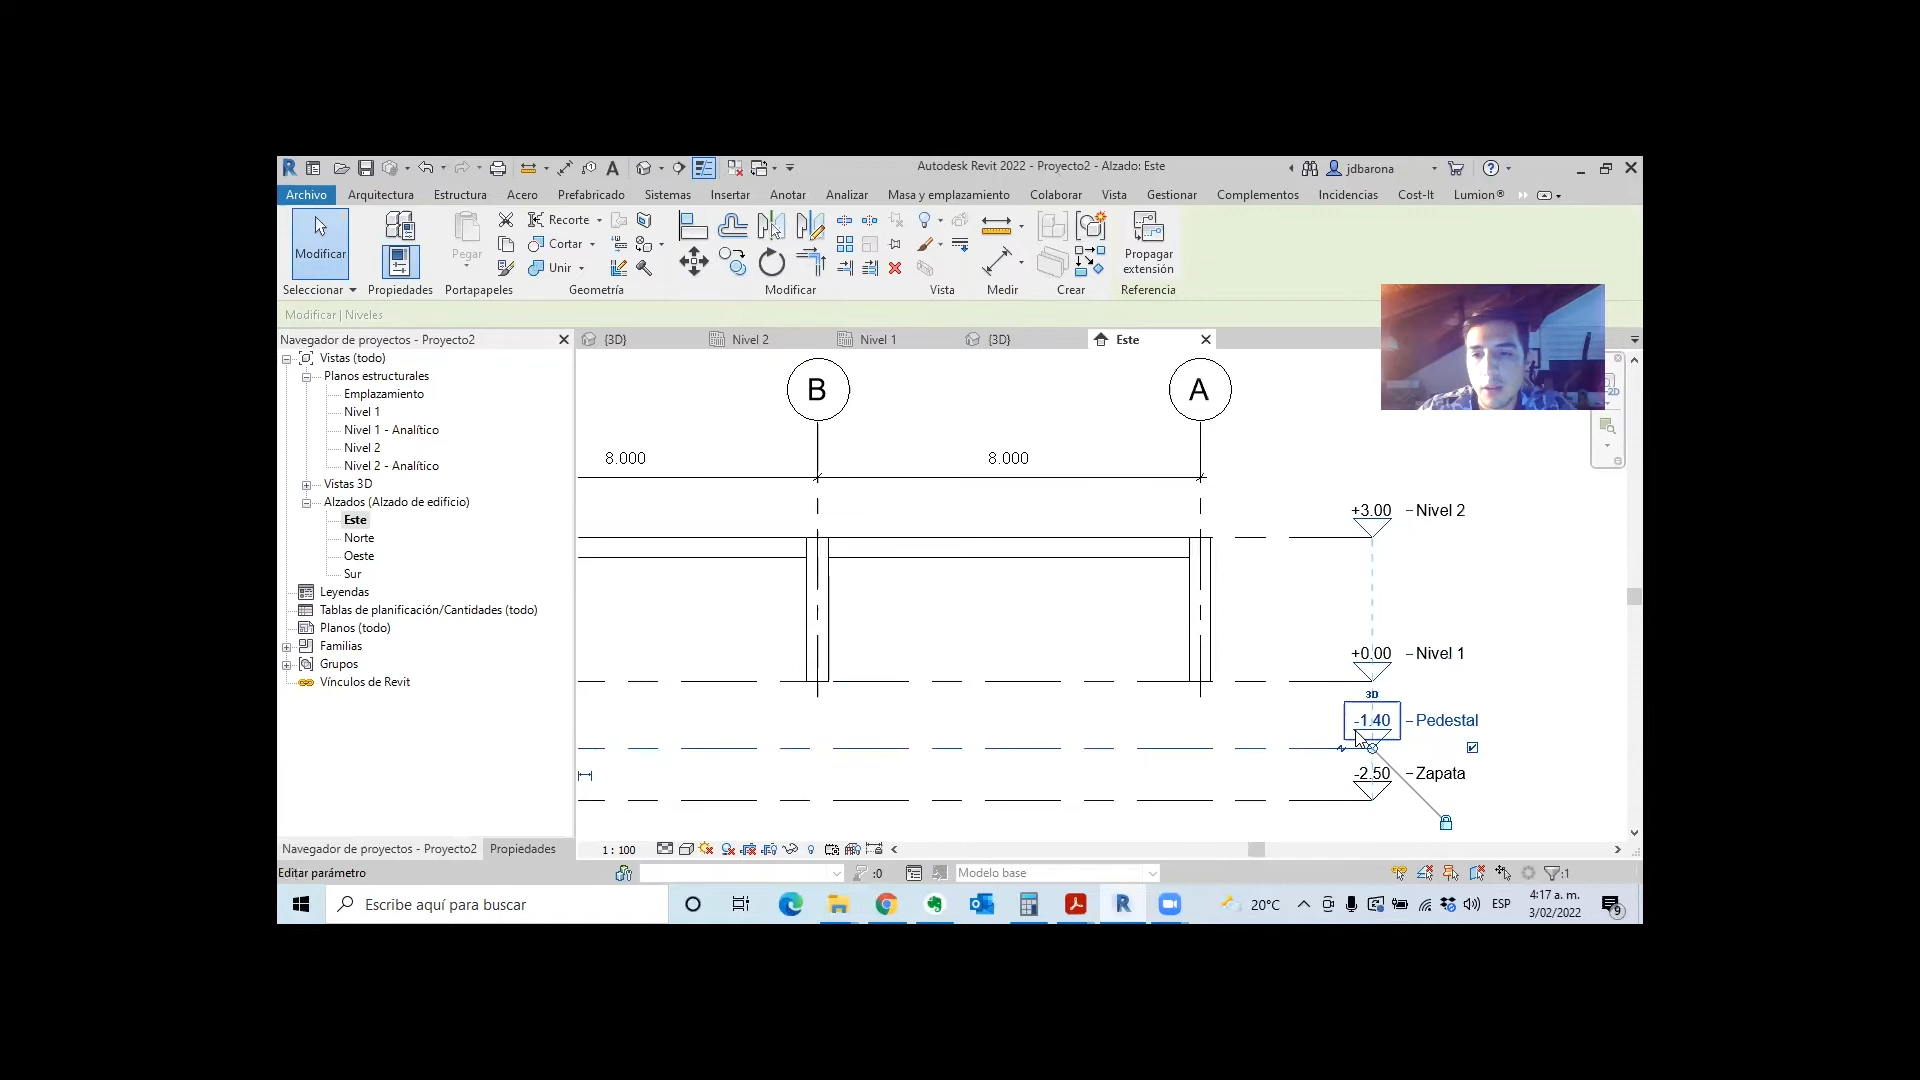 Autodesk Revit 2022 - Proyecto2 - Alzado: Este
jdbarona
Archivo Arquitectura Estructura Acero Prefabricado Sistemas Insertar Anotar Analizar Masa y emplazamiento Colaborar Vista Gestionar Complementos Incidencias Cost-It Lumion®
Modificar
Pegar
Recorte
Cortar
Unir
Propagar
extensión
Seleccionar Propiedades Portapapeles Geometría Modificar Vista Medir Crear Referencia
Modificar | Niveles
Navegador de proyectos - Proyecto2
{3D} Nivel 2 Nivel 1 {3D} Este
Vistas (todo)
Planos estructurales
Emplazamiento
Nivel 1
Nivel 1 - Analítico
Nivel 2
Nivel 2 - Analítico
Vistas 3D
Alzados (Alzado de edificio)
Este
Norte
Oeste
Sur
Leyendas
Tablas de planificación/Cantidades (todo)
Planos (todo)
Familias
Grupos
Vínculos de Revit
B A
8.000 8.000
+3.00 Nivel 2
+0.00 Nivel 1
3D
-1.40 Pedestal
-2.50 Zapata
2D
Navegador de proyectos - Proyecto2 Propiedades
1 : 100
Editar parámetro
:0
Modelo base
:1
Escribe aquí para buscar
20°C
ESP
4:17 a. m.
3/02/2022
9